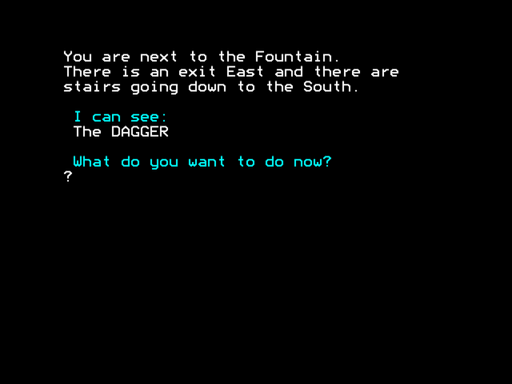 You are next to the Fountain.
There is an exit East and there are
stairs going down to the South.
I can see:
The DAGGER
What do you want to do now?
?